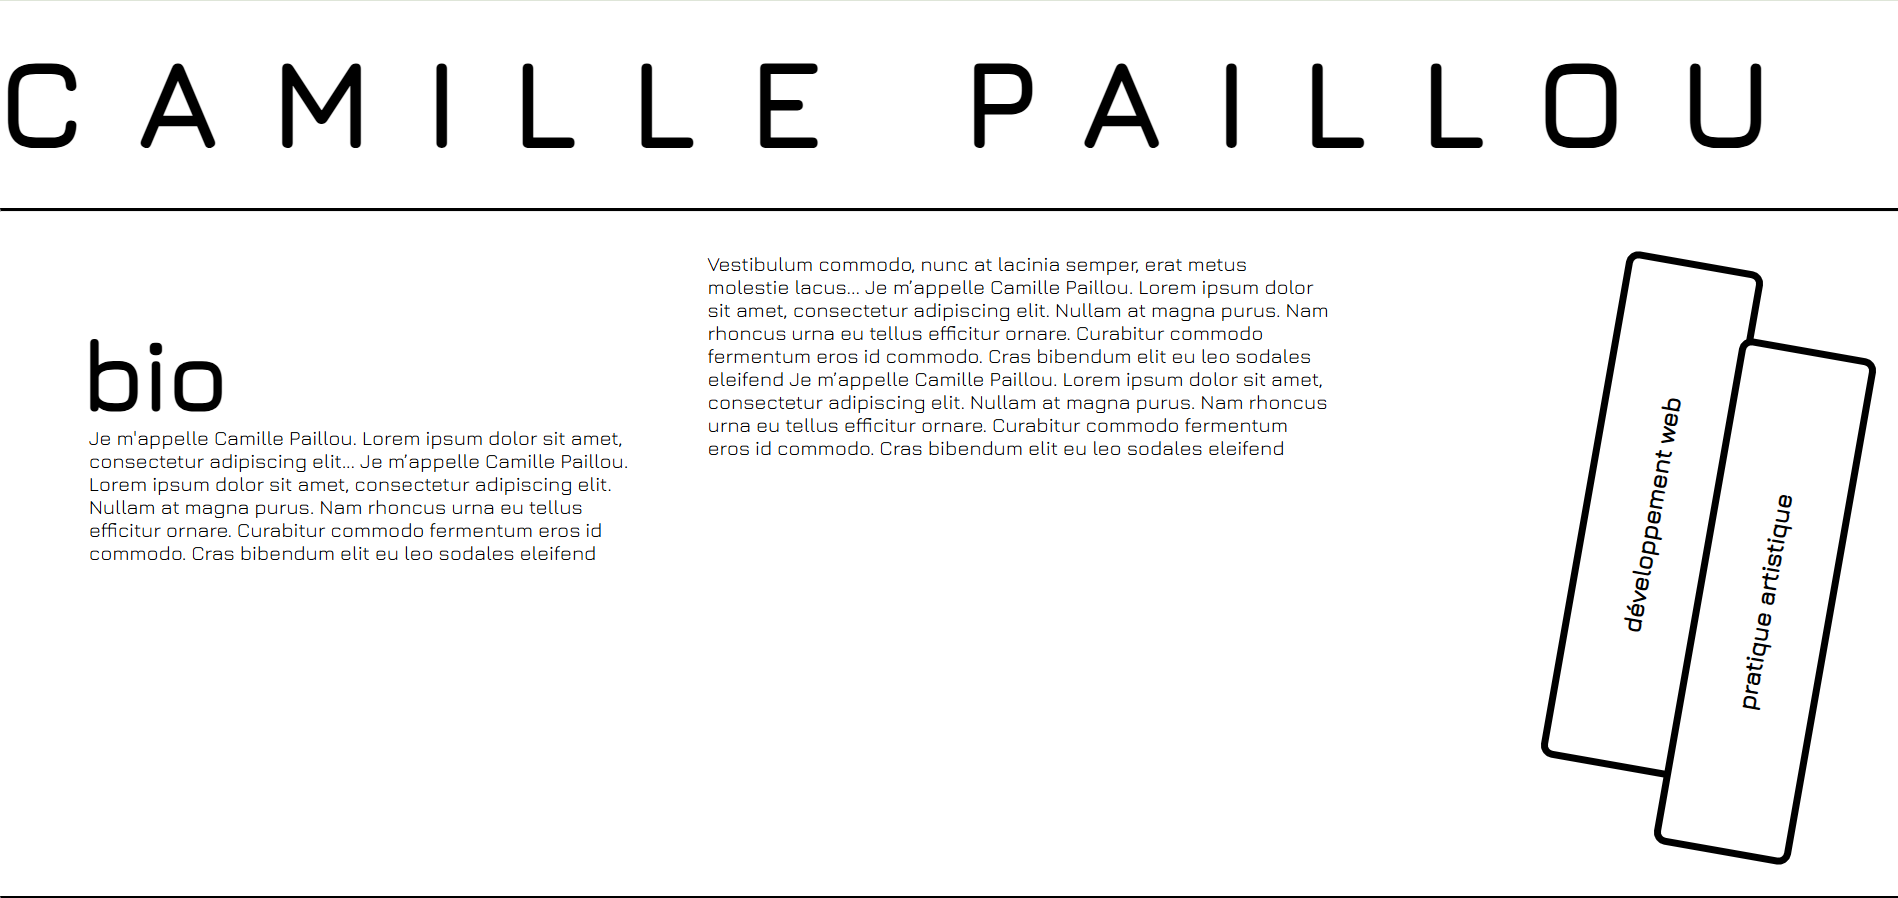 CAMILLE PAILLOU
bio
Je m'appelle Camille Paillou. Lorem ipsum dolor sit amet,
consectetur adipiscing elit... Je m'appelle Camille Paillou.
Lorem ipsum dolor sit amet, consectetur adipiscing elit.
Nullam at magna purus. Nam rhoncus urna eu tellus
efficitur ornare. Curabitur commodo fermentum eros id
commodo. Cras bibendum elit eu leo sodales eleifend
Vestibulum commodo, nunc at lacinia semper, erat metus
molestie lacus... Je m'appelle Camille Paillou. Lorem ipsum dolor
sit amet, consectetur adipiscing elit. Nullam at magna purus. Nam
rhoncus urna eu tellus efficitur ornare. Curabitur commodo
fermentum eros id commodo. Cras bibendum elit eu leo sodales
eleifend Je m'appelle Camille Paillou. Lorem ipsum dolor sit amet,
consectetur adipiscing elit. Nullam at magna purus. Nam rhoncus
urna eu tellus efficitur ornare. Curabitur commodo fermentum
eros id commodo. Cras bibendum elit eu leo sodales eleifend
développement web
pratique artistique